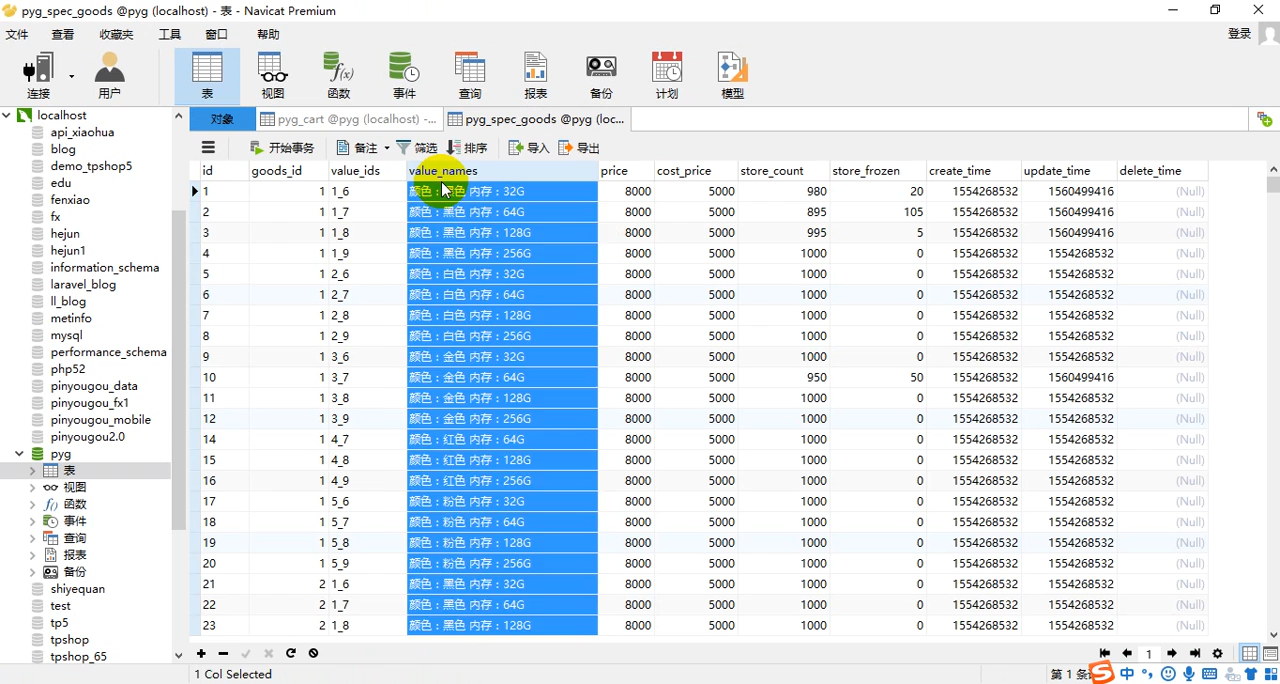 pyg_spec_goods @pyg (localhost) - 表 - Navicat Premium
文件 查看 收藏夹 工具 窗口 帮助 登录
连接 用户 表 视图 函数 事件 查询 报表 备份 计划 模型
localhost
api_xiaohua
blog
demo_tpshop5
edu
fenxiao
fx
hejun
hejun1
information_schema
laravel_blog
ll_blog
metinfo
mysql
performance_schema
php52
pinyougou_data
pinyougou_fx1
pinyougou_mobile
pinyougou2.0
pyg
表
视图
函数
事件
查询
报表
备份
shiyequan
test
tp5
tpshop
tpshop_65
对象 pyg_cart @pyg (localhost) -... pyg_spec_goods @pyg (loc...
开始事务 备注 筛选 排序 导入 导出
id goods_id value_ids value_names price cost_price store_count store_frozen create_time update_time delete_time
1 1 1_6 颜色：黑色 内存：32G 8000 5000 980 20 1554268532 1560499416 (Null)
2 1 1_7 颜色：黑色 内存：64G 8000 5000 895 105 1554268532 1560499416 (Null)
3 1 1_8 颜色：黑色 内存：128G 8000 5000 995 5 1554268532 1560499416 (Null)
4 1 1_9 颜色：黑色 内存：256G 8000 5000 1000 0 1554268532 1554268532 (Null)
5 1 2_6 颜色：白色 内存：32G 8000 5000 1000 0 1554268532 1554268532 (Null)
6 1 2_7 颜色：白色 内存：64G 8000 5000 1000 0 1554268532 1554268532 (Null)
7 1 2_8 颜色：白色 内存：128G 8000 5000 1000 0 1554268532 1554268532 (Null)
8 1 2_9 颜色：白色 内存：256G 8000 5000 1000 0 1554268532 1554268532 (Null)
9 1 3_6 颜色：金色 内存：32G 8000 5000 1000 0 1554268532 1554268532 (Null)
10 1 3_7 颜色：金色 内存：64G 8000 5000 950 50 1554268532 1560499416 (Null)
11 1 3_8 颜色：金色 内存：128G 8000 5000 1000 0 1554268532 1554268532 (Null)
12 1 3_9 颜色：金色 内存：256G 8000 5000 1000 0 1554268532 1554268532 (Null)
14 1 4_7 颜色：红色 内存：64G 8000 5000 1000 0 1554268532 1554268532 (Null)
15 1 4_8 颜色：红色 内存：128G 8000 5000 1000 0 1554268532 1554268532 (Null)
16 1 4_9 颜色：红色 内存：256G 8000 5000 1000 0 1554268532 1554268532 (Null)
17 1 5_6 颜色：粉色 内存：32G 8000 5000 1000 0 1554268532 1554268532 (Null)
18 1 5_7 颜色：粉色 内存：64G 8000 5000 1000 0 1554268532 1554268532 (Null)
19 1 5_8 颜色：粉色 内存：128G 8000 5000 1000 0 1554268532 1554268532 (Null)
20 1 5_9 颜色：粉色 内存：256G 8000 5000 1000 0 1554268532 1554268532 (Null)
21 2 1_6 颜色：黑色 内存：32G 8000 5000 1000 0 1554268532 1554268532 (Null)
22 2 1_7 颜色：黑色 内存：64G 8000 5000 1000 0 1554268532 1554268532 (Null)
23 2 1_8 颜色：黑色 内存：128G 8000 5000 1000 0 1554268532 1554268532 (Null)
1
1 Col Selected 第 1 条 中